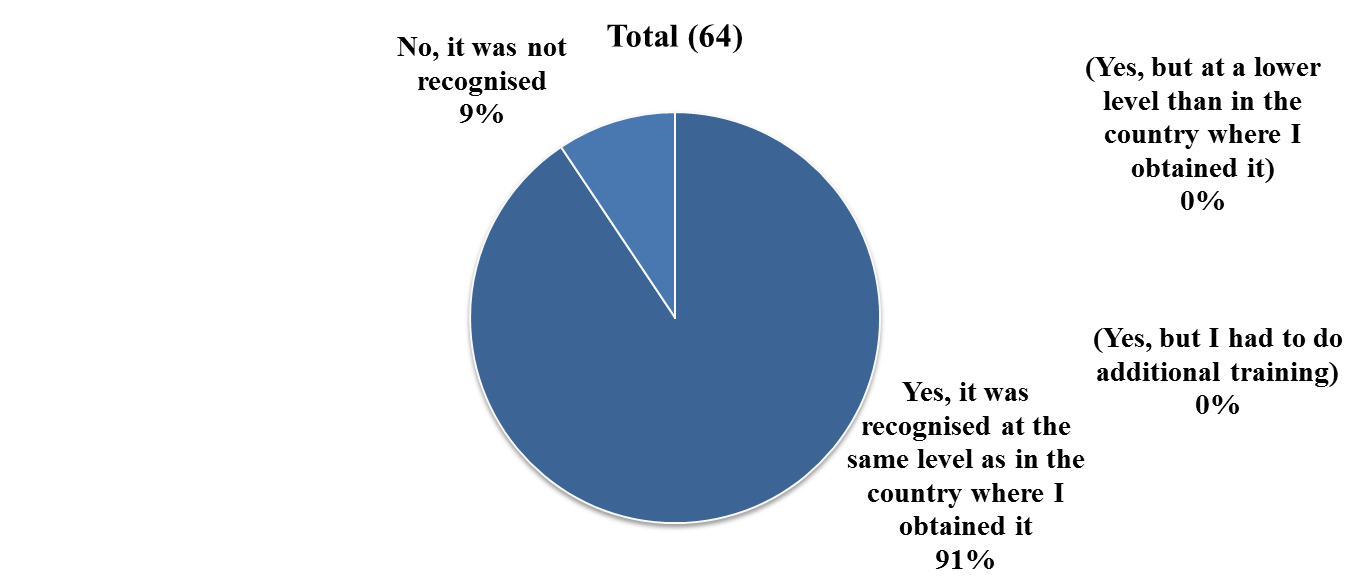 Total (64)
No, it was not
recognised
9%
(Yes, but at a lower
level than in the
country where I
obtained it)
0%
(Yes, but I had to do
additional training)
0%
Yes, it was
recognised at the
same level as in the
country where I
obtained it
91%